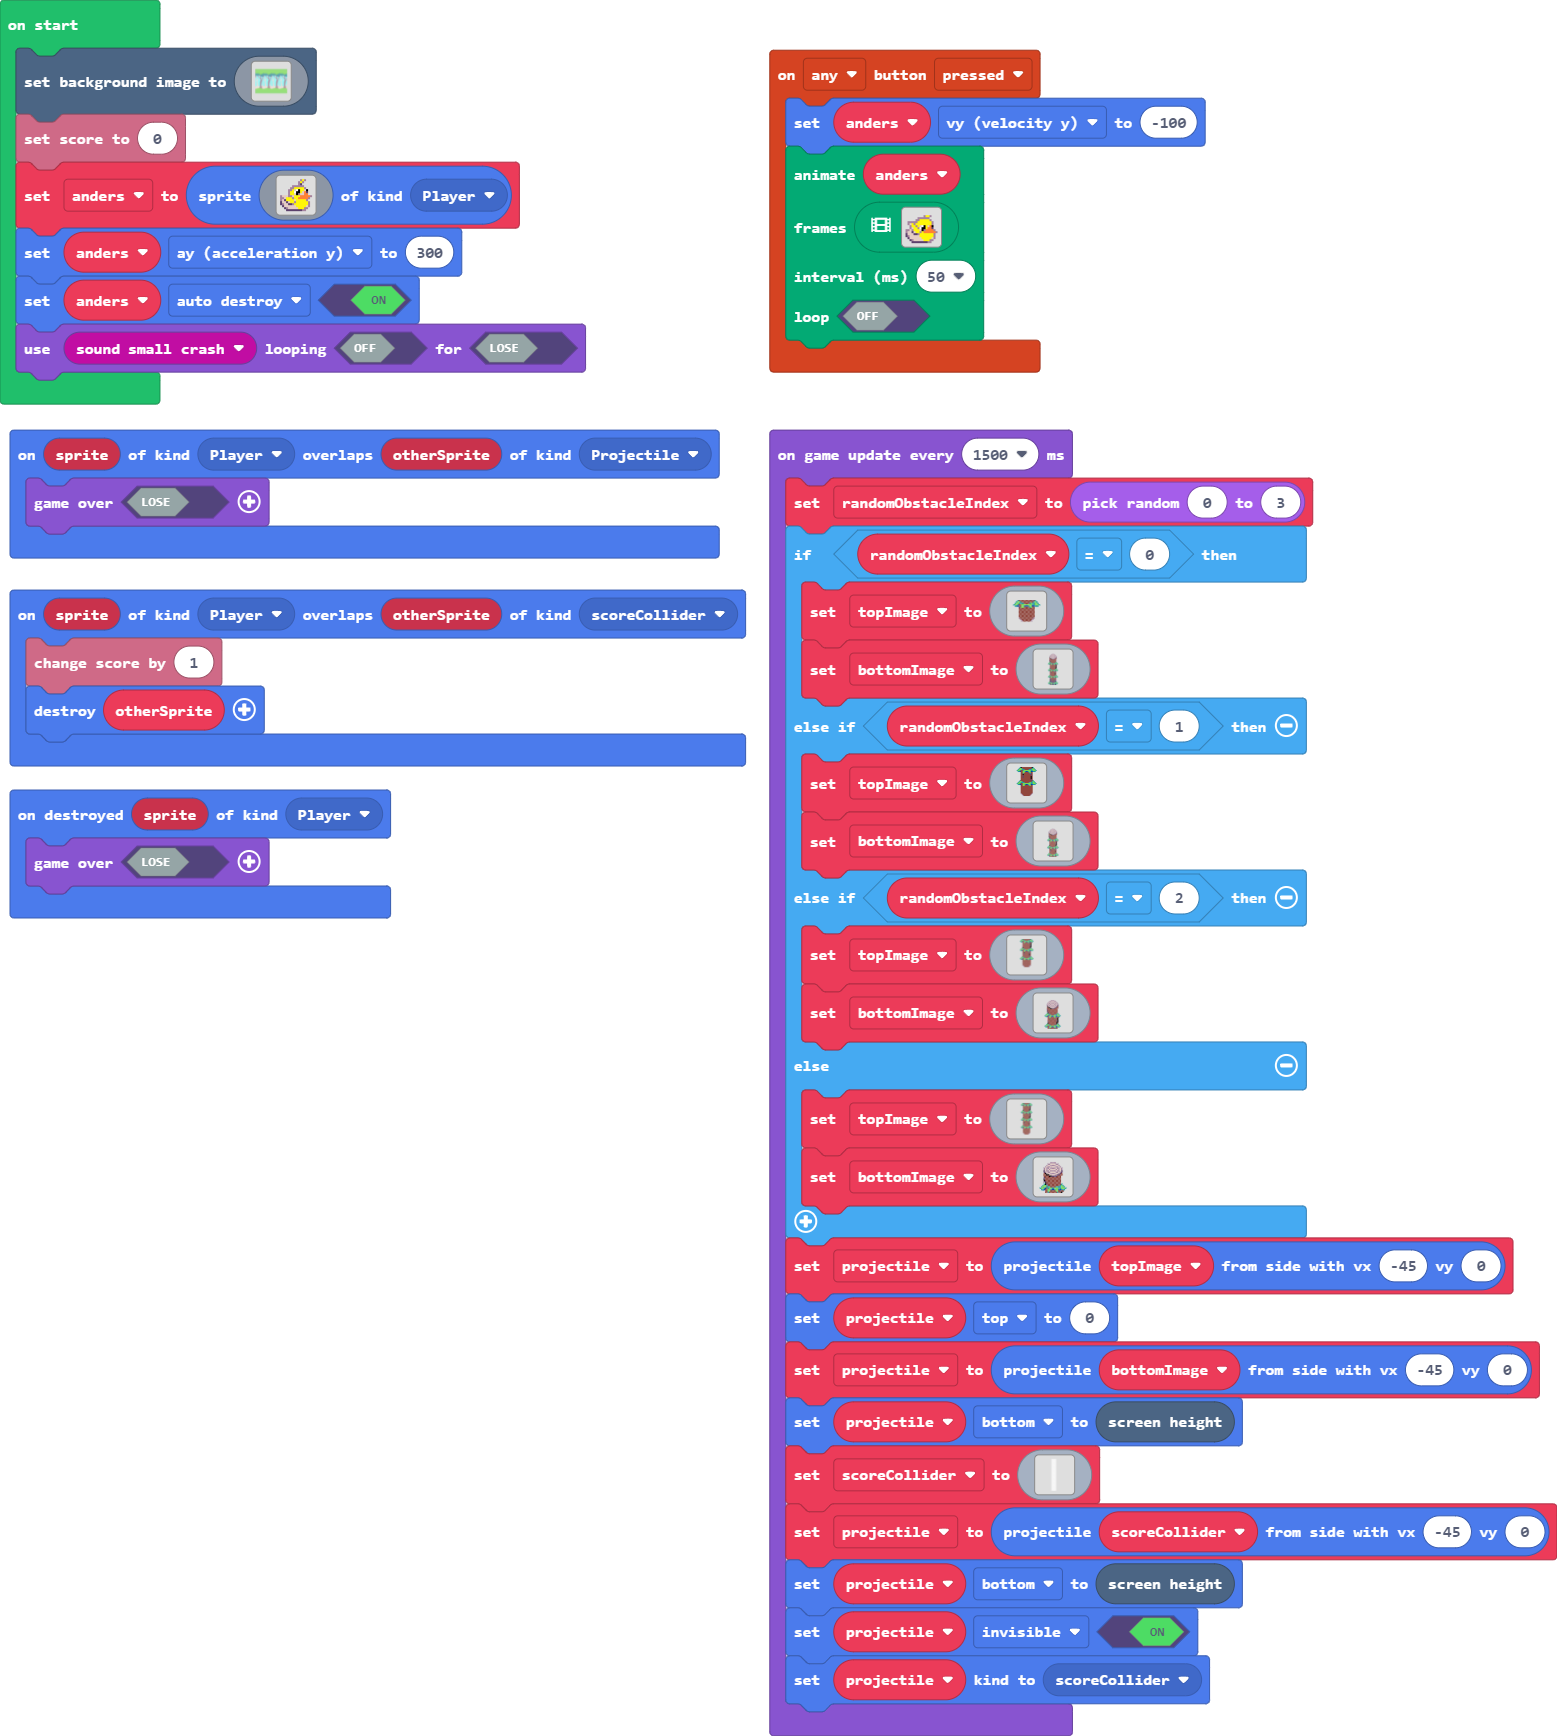 on start
set background image to
set score to 0
set anders to sprite of kind Player
set anders ay (acceleration y) to 300
set anders auto destroy ON
use sound small crash looping OFF for LOSE
on any button pressed
set anders vy (velocity y) to -100
animate anders
frames
interval (ms) 50
loop OFF
on sprite of kind Player overlaps otherSprite of kind Projectile
game over LOSE
on sprite of kind Player overlaps otherSprite of kind scoreCollider
change score by 1
destroy otherSprite
on destroyed sprite of kind Player
game over LOSE
on game update every 1500 ms
set randomObstacleIndex to pick random 0 to 3
if randomObstacleIndex = 0 then
set topImage to
set bottomImage to
else if randomObstacleIndex = 1 then
set topImage to
set bottomImage to
else if randomObstacleIndex = 2 then
set topImage to
set bottomImage to
else
set topImage to
set bottomImage to
set projectile to projectile topImage from side with vx -45 vy 0
set projectile top to 0
set projectile to projectile bottomImage from side with vx -45 vy 0
set projectile bottom to screen height
set scoreCollider to
set projectile to projectile scoreCollider from side with vx -45 vy 0
set projectile bottom to screen height
set projectile invisible ON
set projectile kind to scoreCollider